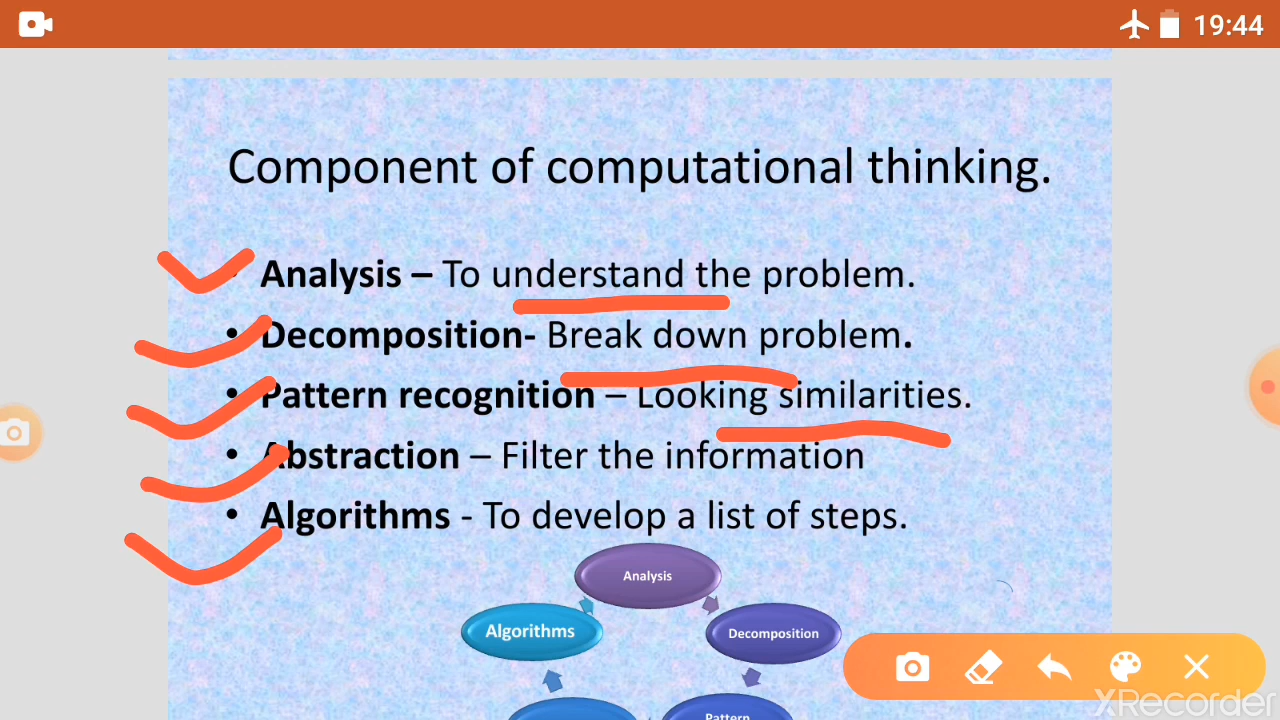 19:44
Component of computational thinking.
• Analysis – To understand the problem.
• Decomposition- Break down problem.
• Pattern recognition – Looking similarities.
• Abstraction – Filter the information
• Algorithms - To develop a list of steps.
Analysis
Algorithms
Decomposition
Pattern
XRecorder